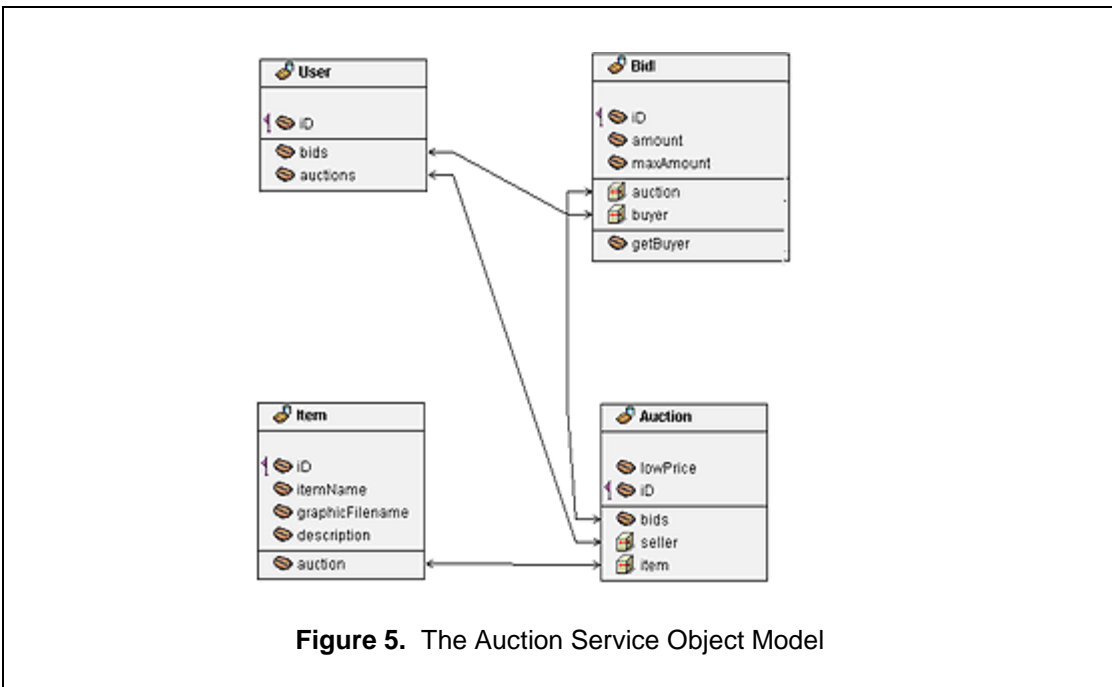 User
iD
bids
auctions
Bid
iD
amount
maxAmount
auction
buyer
getBuyer
Item
iD
itemName
graphicFilename
description
auction
Auction
lowPrice
iD
bids
seller
item
Figure 5. The Auction Service Object Model